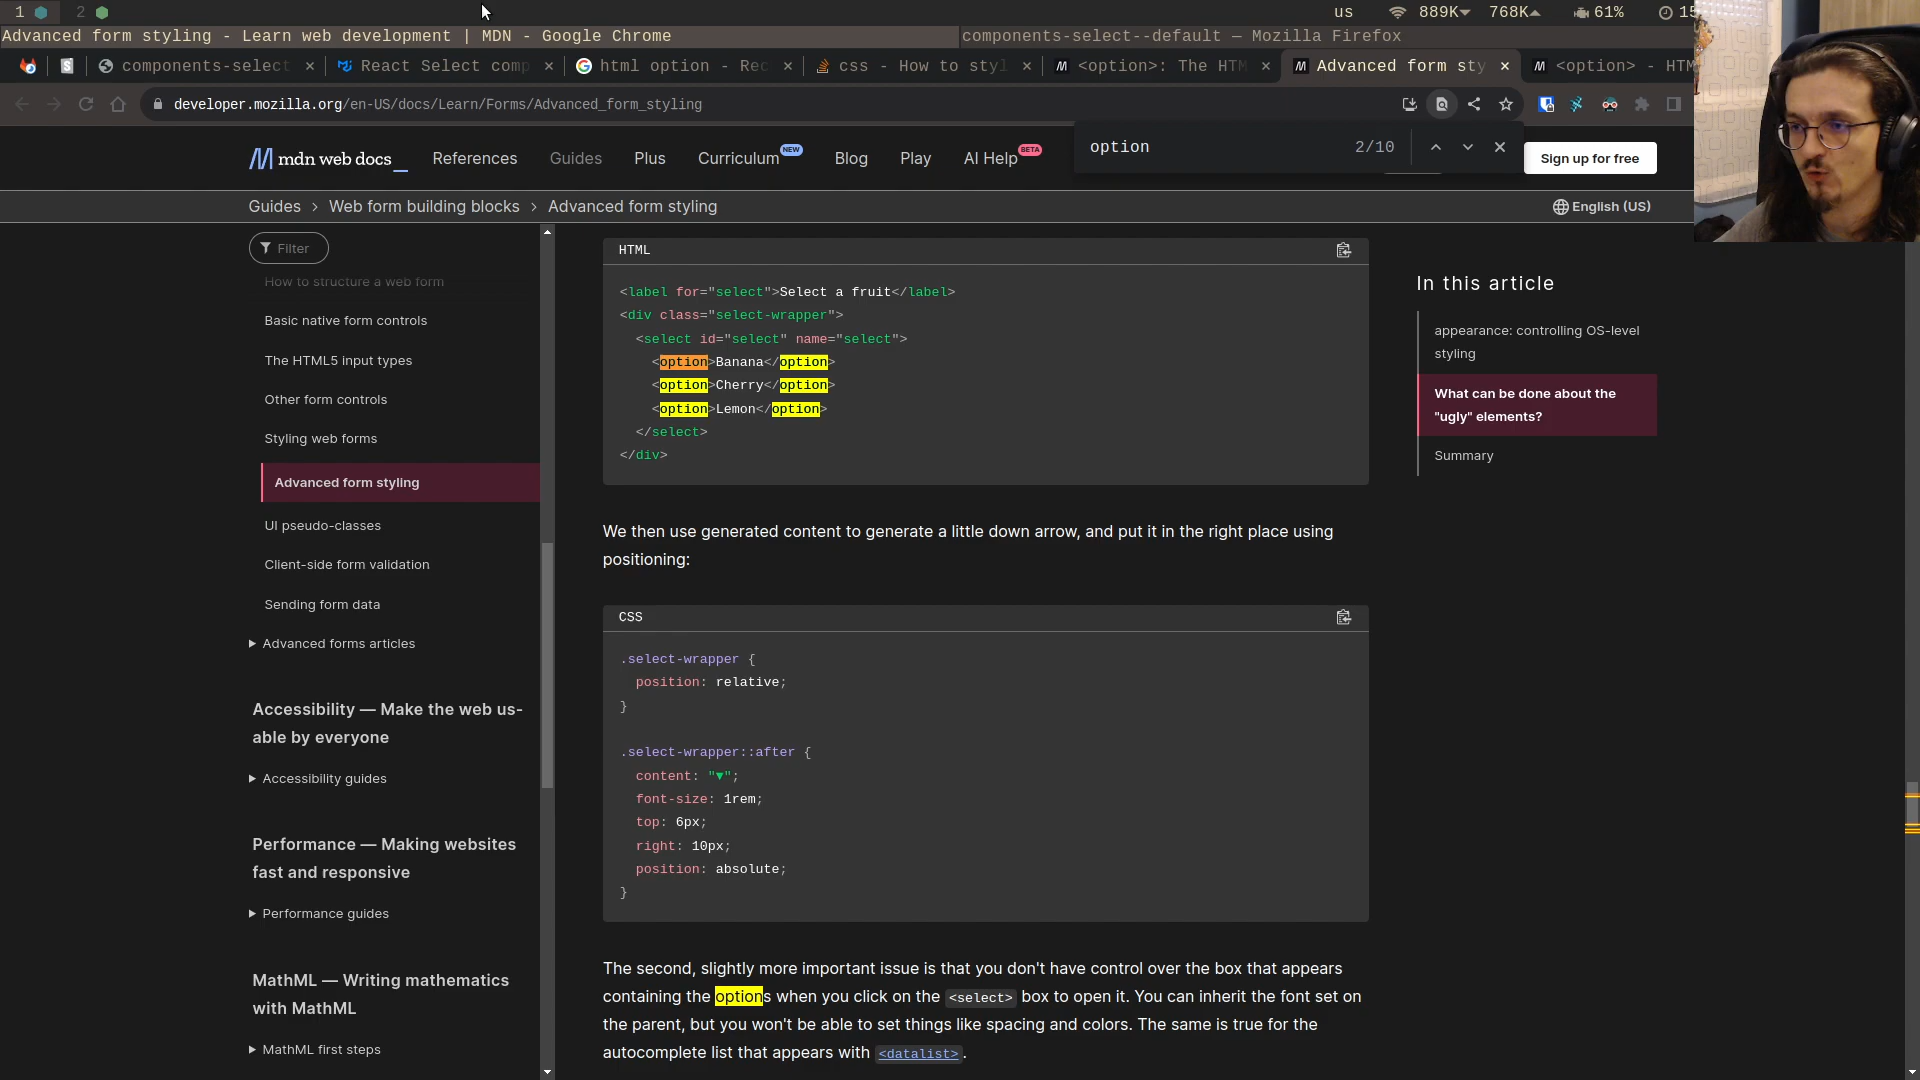 1 2 us 889K 768K 61% 15
Advanced form styling - Learn web development | MDN - Google Chrome
components-select--default — Mozilla Firefox
components-select × React Select comp × html option - Rec × css - How to styl × <option>: The HTM × Advanced form sty × <option> - HTM
developer.mozilla.org/en-US/docs/Learn/Forms/Advanced_form_styling
option 2/10
mdn web docs_ References Guides Plus Curriculum NEW Blog Play AI Help BETA Sign up for free
Guides > Web form building blocks > Advanced form styling English (US)
Filter
How to structure a web form
Basic native form controls
The HTML5 input types
Other form controls
Styling web forms
Advanced form styling
UI pseudo-classes
Client-side form validation
Sending form data
Advanced forms articles
Accessibility — Make the web us-
able by everyone
Accessibility guides
Performance — Making websites
fast and responsive
Performance guides
MathML — Writing mathematics
with MathML
MathML first steps
HTML
<label for="select">Select a fruit</label>
<div class="select-wrapper">
<select id="select" name="select">
<option>Banana</option>
<option>Cherry</option>
<option>Lemon</option>
</select>
</div>
We then use generated content to generate a little down arrow, and put it in the right place using
positioning:
CSS
.select-wrapper {
position: relative;
}
.select-wrapper::after {
content: "▼";
font-size: 1rem;
top: 6px;
right: 10px;
position: absolute;
}
The second, slightly more important issue is that you don't have control over the box that appears
containing the options when you click on the <select> box to open it. You can inherit the font set on
the parent, but you won't be able to set things like spacing and colors. The same is true for the
autocomplete list that appears with <datalist>.
In this article
appearance: controlling OS-level
styling
What can be done about the
"ugly" elements?
Summary